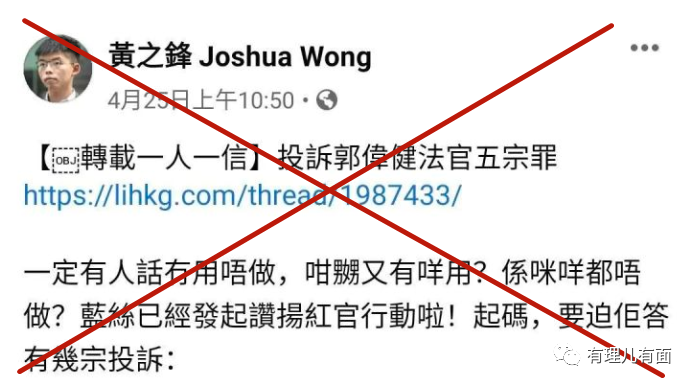 黃之鋒 Joshua Wong
4月25日上午10:50
【OBJ轉載一人一信】投訴郭偉健法官五宗罪
https://lihkg.com/thread/1987433/
一定有人話冇用唔做，咁嬲又有咩用？係咪咩都唔
做？藍絲已經發起讚揚紅官行動啦！起碼，要迫佢答
有幾宗投訴：
有理儿有面